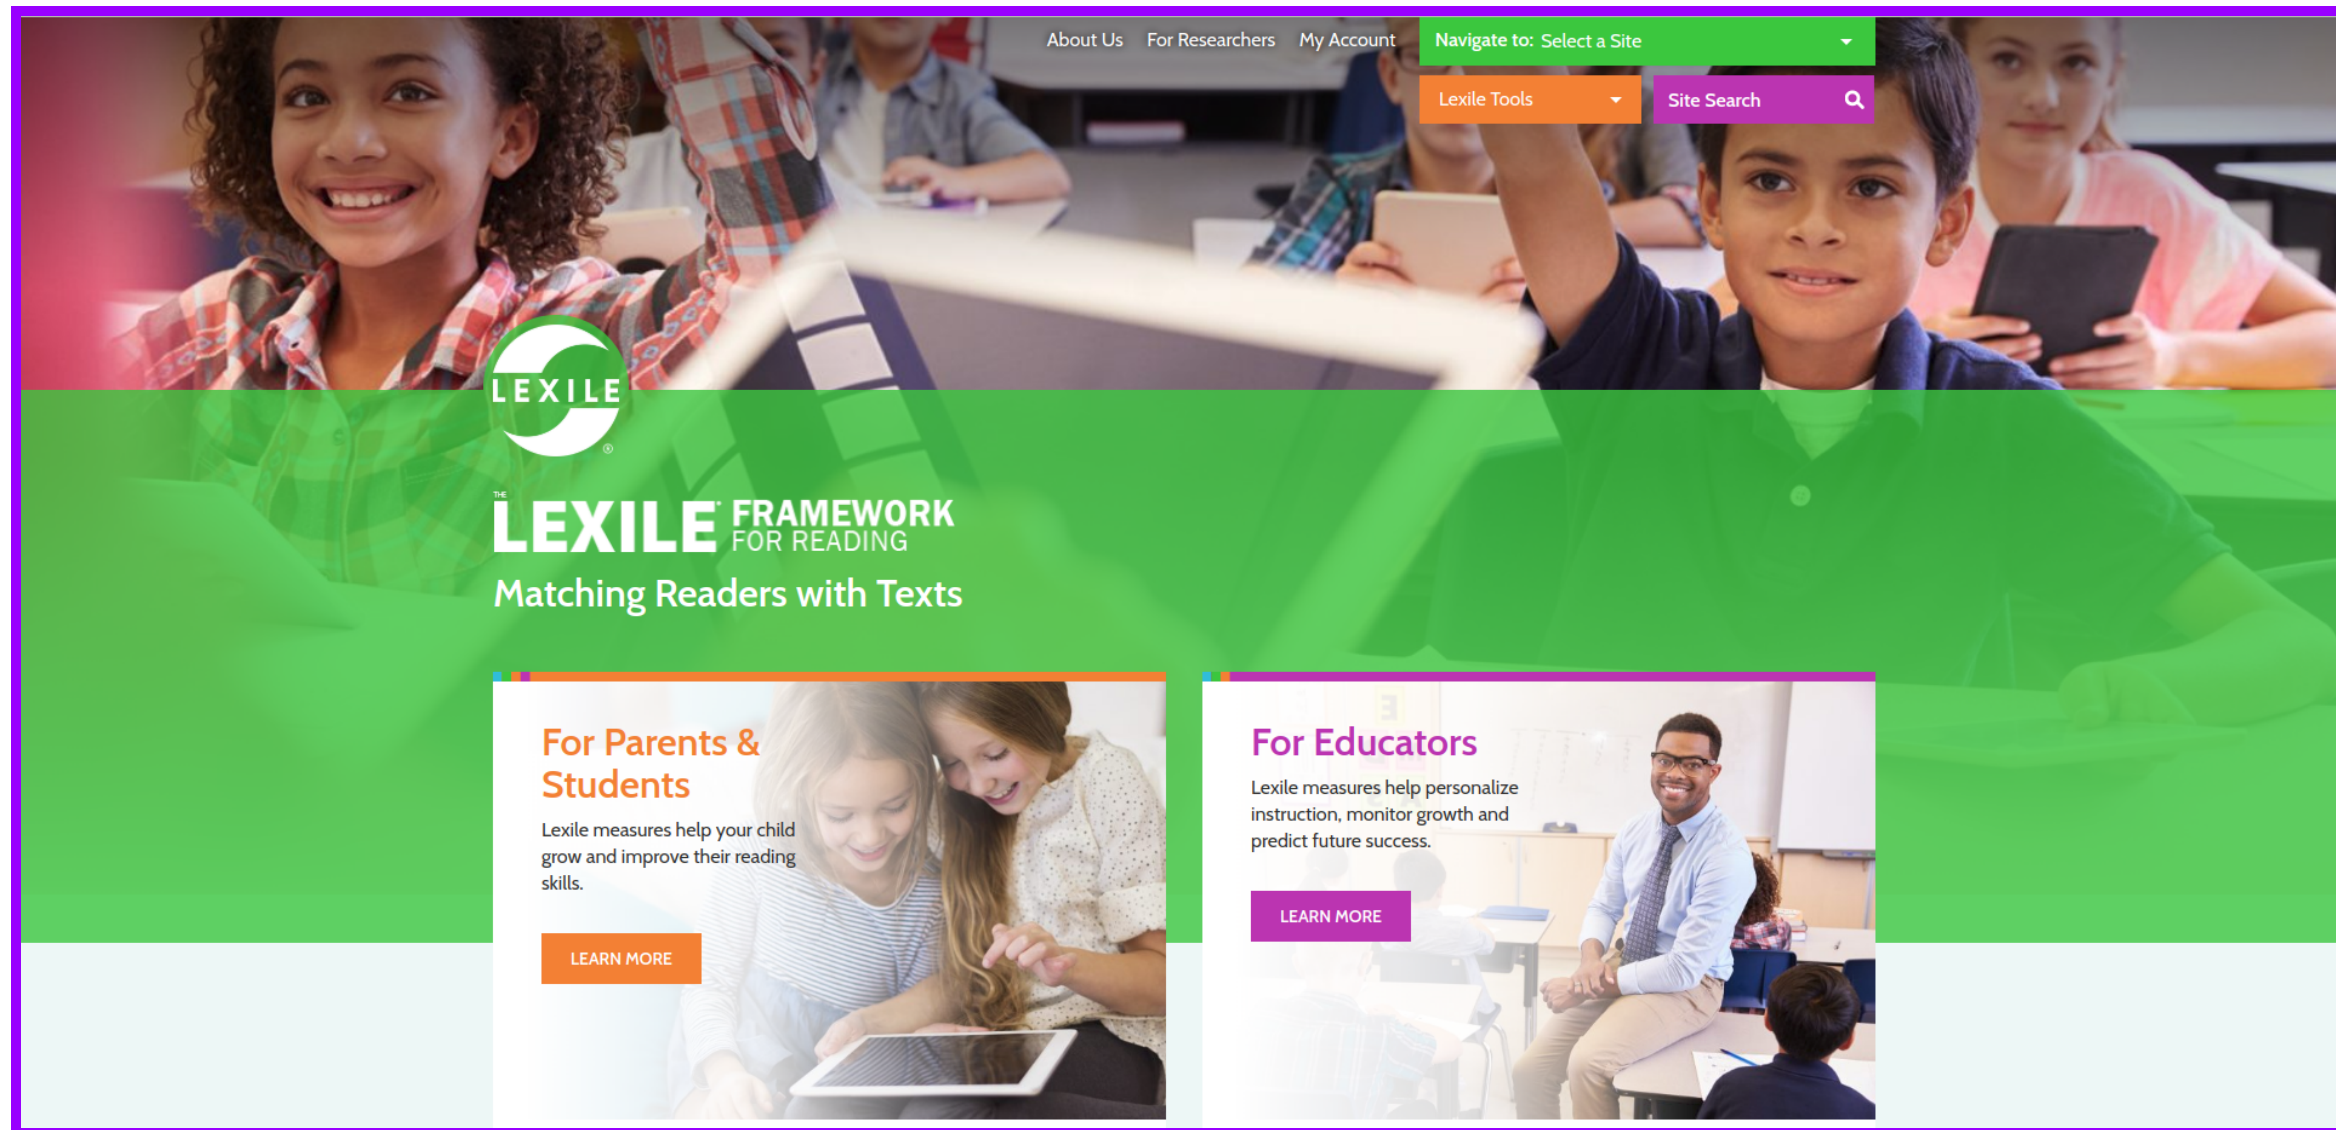 About Us For Researchers My Account Navigate to: Select a Site
Lexile Tools Site Search
LEXILE
®
THE
LEXILE® FRAMEWORK
FOR READING
Matching Readers with Texts
For Parents &
Students
Lexile measures help your child
grow and improve their reading
skills.
LEARN MORE
For Educators
Lexile measures help personalize
instruction, monitor growth and
predict future success.
LEARN MORE